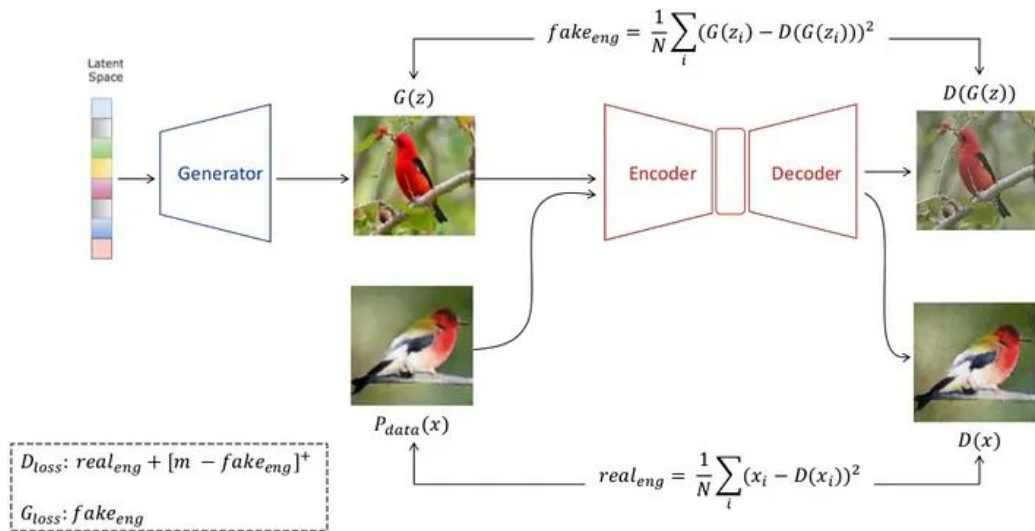 fake_eng = 1/N ∑_i (G(z_i) − D(G(z_i)))²
Latent
Space
G(z)
D(G(z))
Generator
Encoder
Decoder
P_data(x)
D(x)
D_loss: real_eng + [m − fake_eng]⁺
G_loss: fake_eng
real_eng = 1/N ∑_i (x_i − D(x_i))²